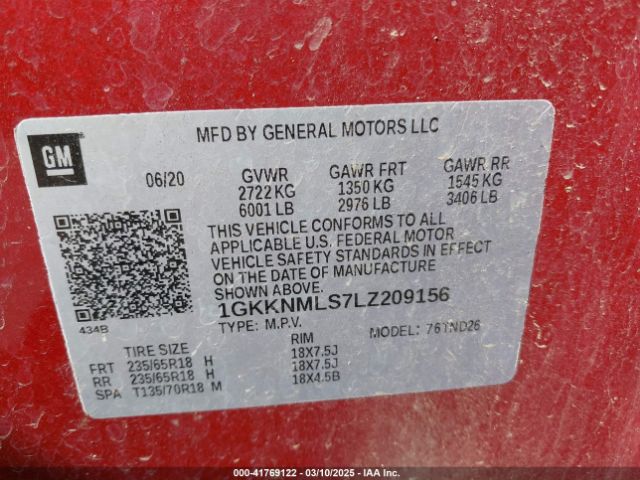 GM
MFD BY GENERAL MOTORS LLC
06/20 GVWR GAWR FRT GAWR RR
2722 KG 1350 KG 1545 KG
6001 LB 2976 LB 3406 LB
THIS VEHICLE CONFORMS TO ALL
APPLICABLE U.S. FEDERAL MOTOR
VEHICLE SAFETY STANDARDS IN EFFECT
ON THE DATE OF MANUFACTURE
SHOWN ABOVE.
1GKKNMLS7LZ209156
434B
TYPE: M.P.V. MODEL: 76TND26
TIRE SIZE RIM
FRT 235/65R18 H 18X7.5J
RR 235/65R18 H 18X7.5J
SPA T135/70R18 M 18X4.5B
000-41769122 — 03/10/2025 — IAA Inc.